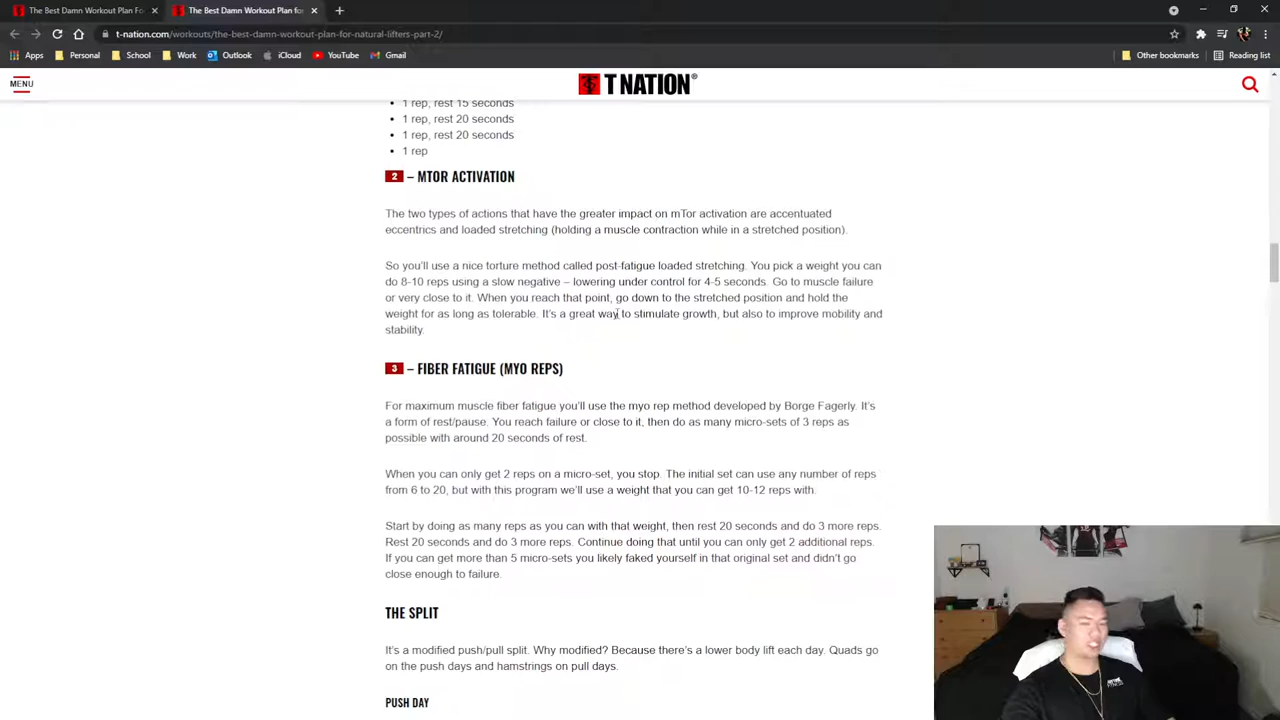 The Best Damn Workout Plan Fo
The Best Damn Workout Plan for
t-nation.com/workouts/the-best-damn-workout-plan-for-natural-lifters-part-2/
Apps
Personal
School
Work
Outlook
iCloud
YouTube
Gmail
Other bookmarks
Reading list
MENU
T NATION®
• 1 rep, rest 15 seconds
• 1 rep, rest 20 seconds
• 1 rep, rest 20 seconds
• 1 rep
2 – MTOR ACTIVATION
The two types of actions that have the greater impact on mTor activation are accentuated
eccentrics and loaded stretching (holding a muscle contraction while in a stretched position).
So you'll use a nice torture method called post-fatigue loaded stretching. You pick a weight you can
do 8-10 reps using a slow negative – lowering under control for 4-5 seconds. Go to muscle failure
or very close to it. When you reach that point, go down to the stretched position and hold the
weight for as long as tolerable. It's a great way to stimulate growth, but also to improve mobility and
stability.
3 – FIBER FATIGUE (MYO REPS)
For maximum muscle fiber fatigue you'll use the myo rep method developed by Borge Fagerly. It's
a form of rest/pause. You reach failure or close to it, then do as many micro-sets of 3 reps as
possible with around 20 seconds of rest.
When you can only get 2 reps on a micro-set, you stop. The initial set can use any number of reps
from 6 to 20, but with this program we'll use a weight that you can get 10-12 reps with.
Start by doing as many reps as you can with that weight, then rest 20 seconds and do 3 more reps.
Rest 20 seconds and do 3 more reps. Continue doing that until you can only get 2 additional reps.
If you can get more than 5 micro-sets you likely faked yourself in that original set and didn't go
close enough to failure.
THE SPLIT
It's a modified push/pull split. Why modified? Because there's a lower body lift each day. Quads go
on the push days and hamstrings on pull days.
PUSH DAY